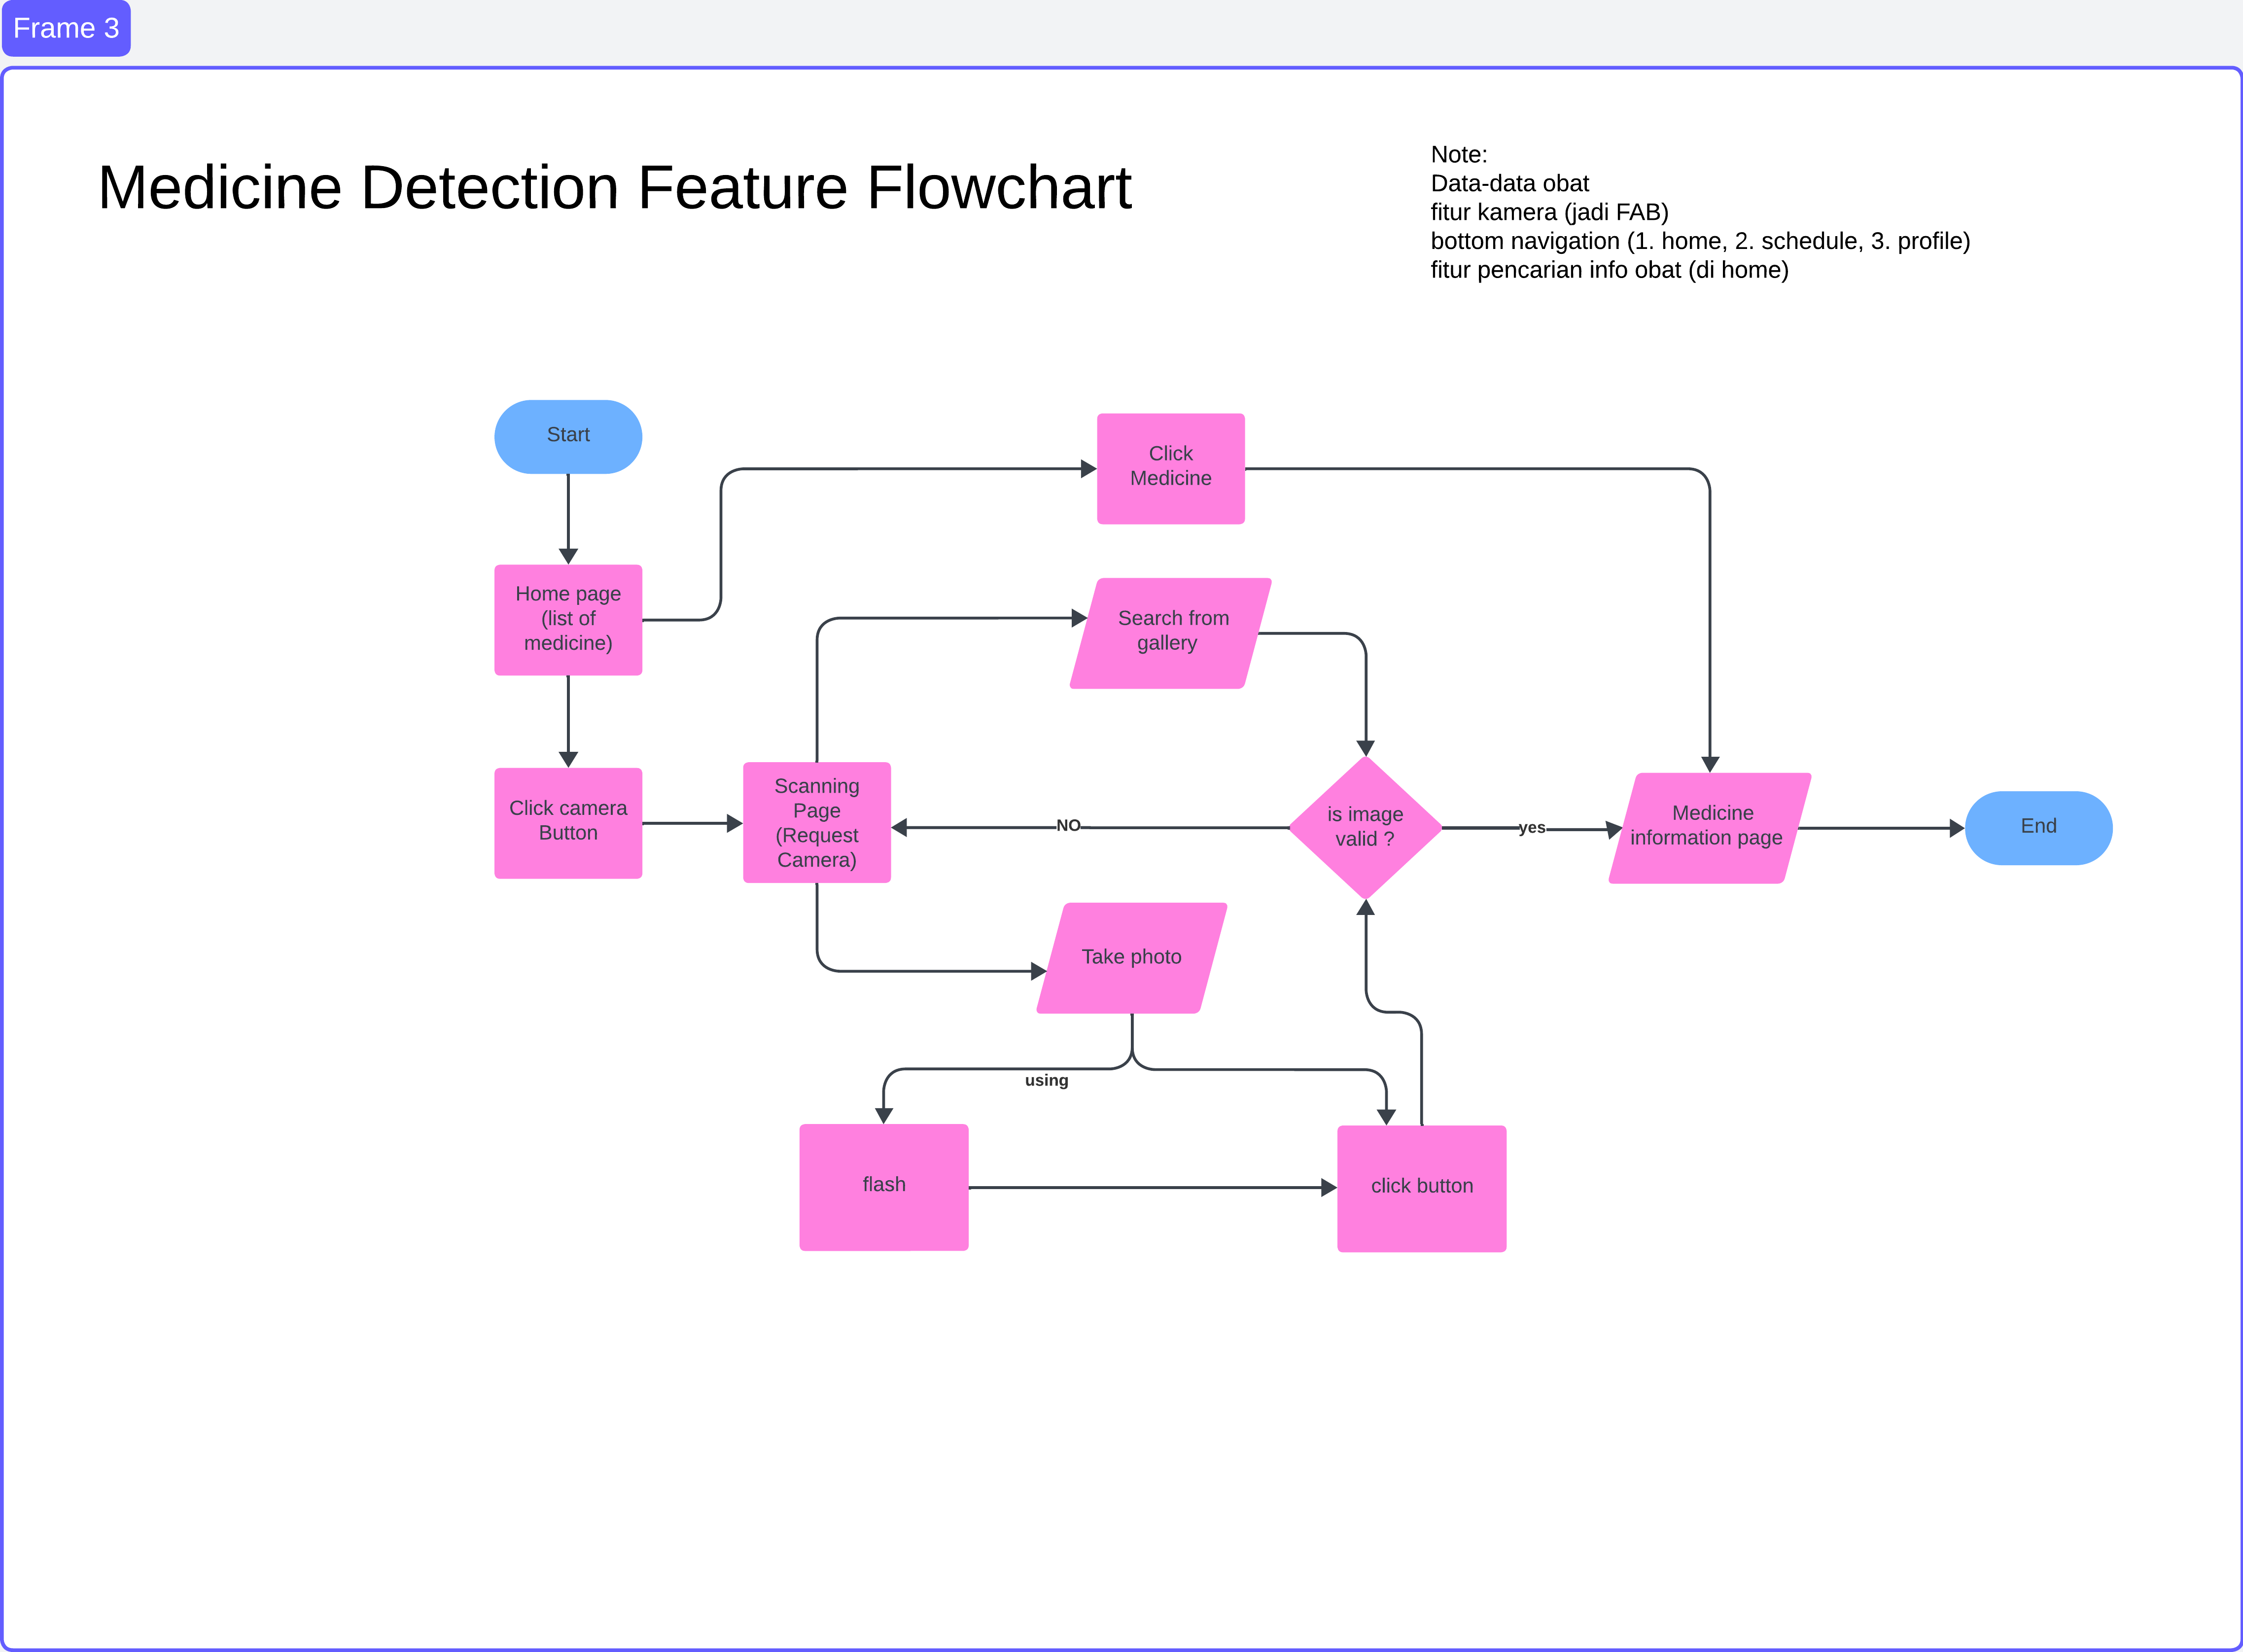 Frame 3
Medicine Detection Feature Flowchart
Note:
Data-data obat
fitur kamera (jadi FAB)
bottom navigation (1. home, 2. schedule, 3. profile)
fitur pencarian info obat (di home)
Start
Click
Medicine
Home page
(list of
medicine)
Search from
gallery
Click camera
Button
Scanning
Page
(Request
Camera)
NO
is image
valid ?
yes
Medicine
information page
End
Take photo
using
flash
click button